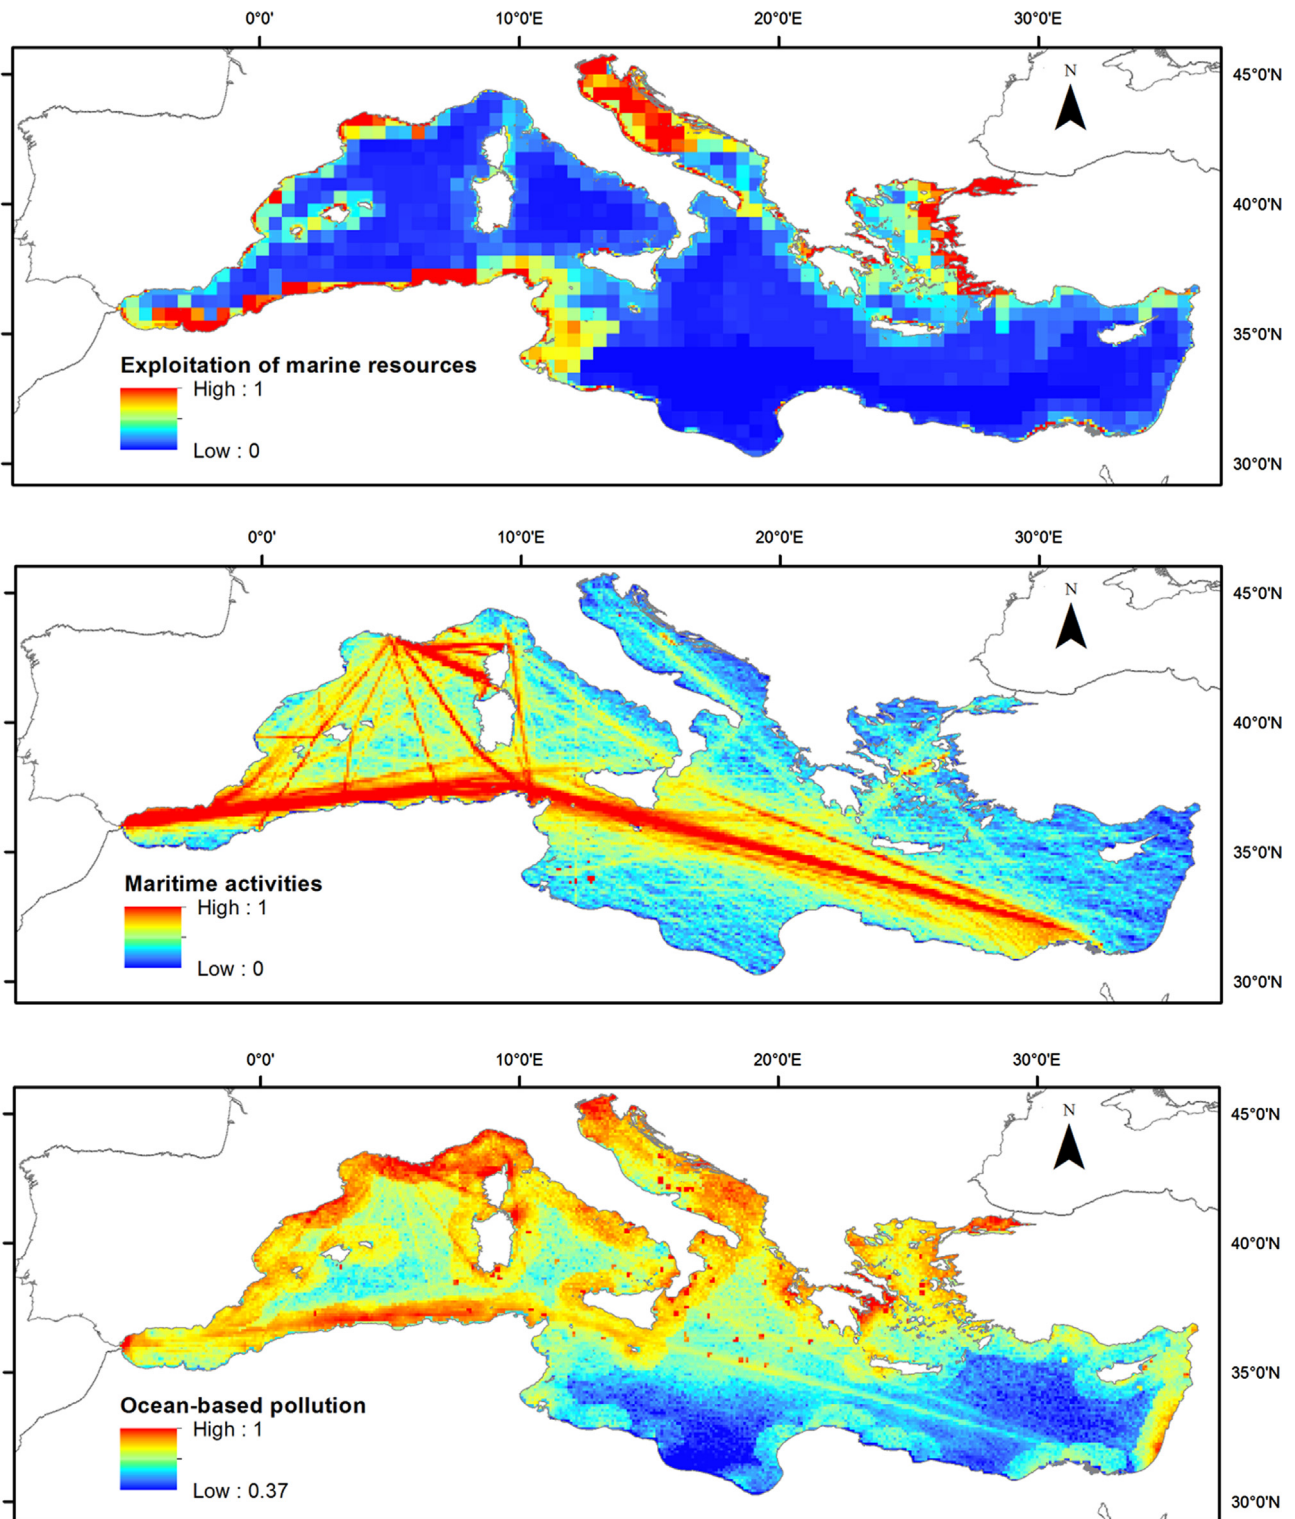 0°0' 10°0'E 20°0'E 30°0'E
N
45°0'N
40°0'N
35°0'N
Exploitation of marine resources
High : 1
Low : 0
30°0'N
0°0' 10°0'E 20°0'E 30°0'E
N
45°0'N
40°0'N
35°0'N
Maritime activities
High : 1
Low : 0
30°0'N
0°0' 10°0'E 20°0'E 30°0'E
N
45°0'N
40°0'N
35°0'N
Ocean-based pollution
High : 1
Low : 0.37
30°0'N